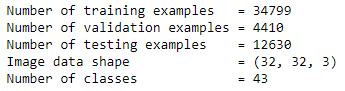 Number of training examples   = 34799
Number of validation examples = 4410
Number of testing examples    = 12630
Image data shape              = (32, 32, 3)
Number of classes             = 43